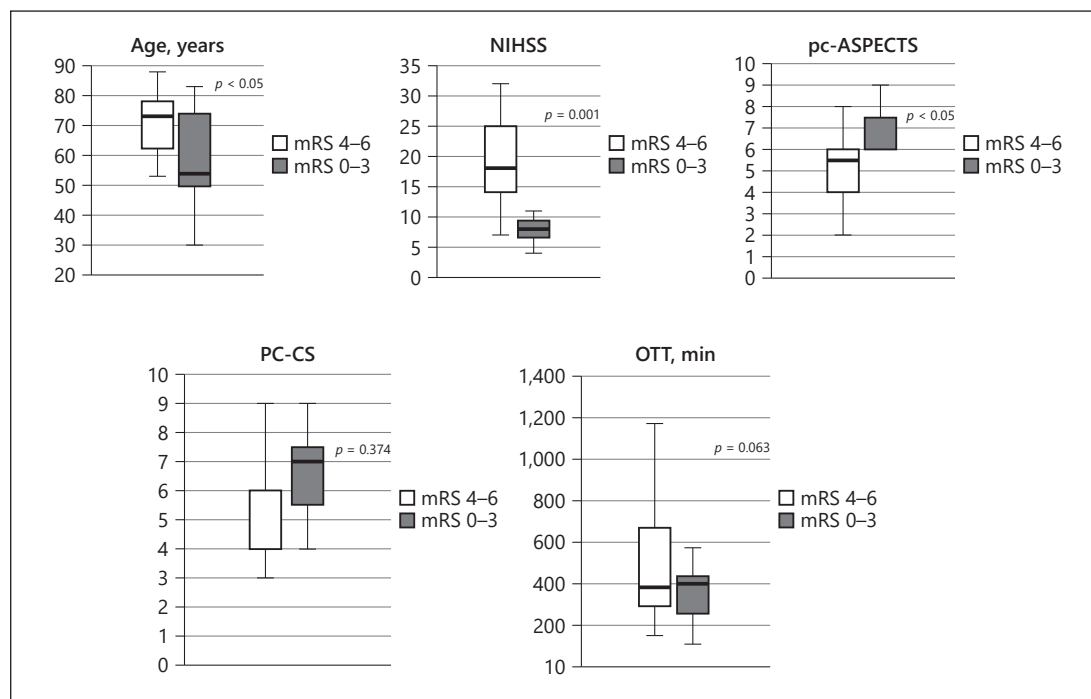 Age, years
90
80
70
60
50
40
30
20
p < 0.05
mRS 4–6
mRS 0–3
NIHSS
35
30
25
20
15
10
5
0
p = 0.001
mRS 4–6
mRS 0–3
pc-ASPECTS
10
9
8
7
6
5
4
3
2
1
0
p < 0.05
mRS 4–6
mRS 0–3
PC-CS
10
9
8
7
6
5
4
3
2
1
0
p = 0.374
mRS 4–6
mRS 0–3
OTT, min
1,400
1,200
1,000
800
600
400
200
10
p = 0.063
mRS 4–6
mRS 0–3